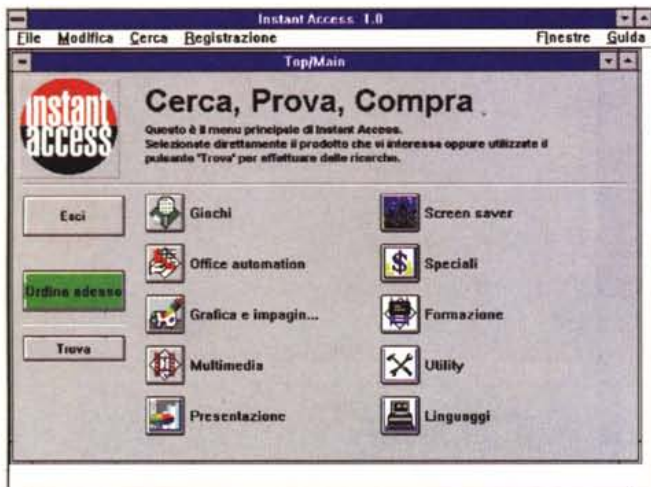 Instant Access 1.0
File Modifica Cerca Registrazione Finestre Guida
Top/Main
instant access
Cerca, Prova, Compra
Questo è il menu principale di Instant Access.
Selezionate direttamente il prodotto che vi interessa oppure utilizzate il
pulsante "Trova" per effettuare delle ricerche.
Esci
Ordina adesso
Trova
Giochi
Office automation
Grafica e impagin...
Multimedia
Presentazione
Screen saver
Speciali
Formazione
Utility
Linguaggi